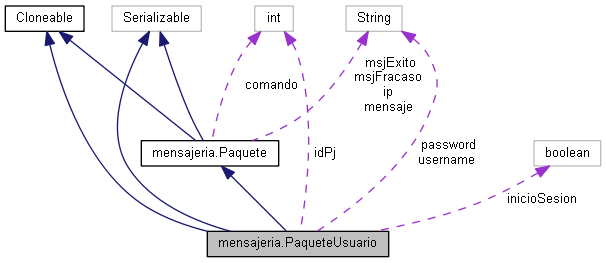 Cloneable
Serializable
int
String
comando
msjExito
msjFracaso
ip
mensaje
mensajeria.Paquete
idPj
password
username
boolean
inicioSesion
mensajeria.PaqueteUsuario